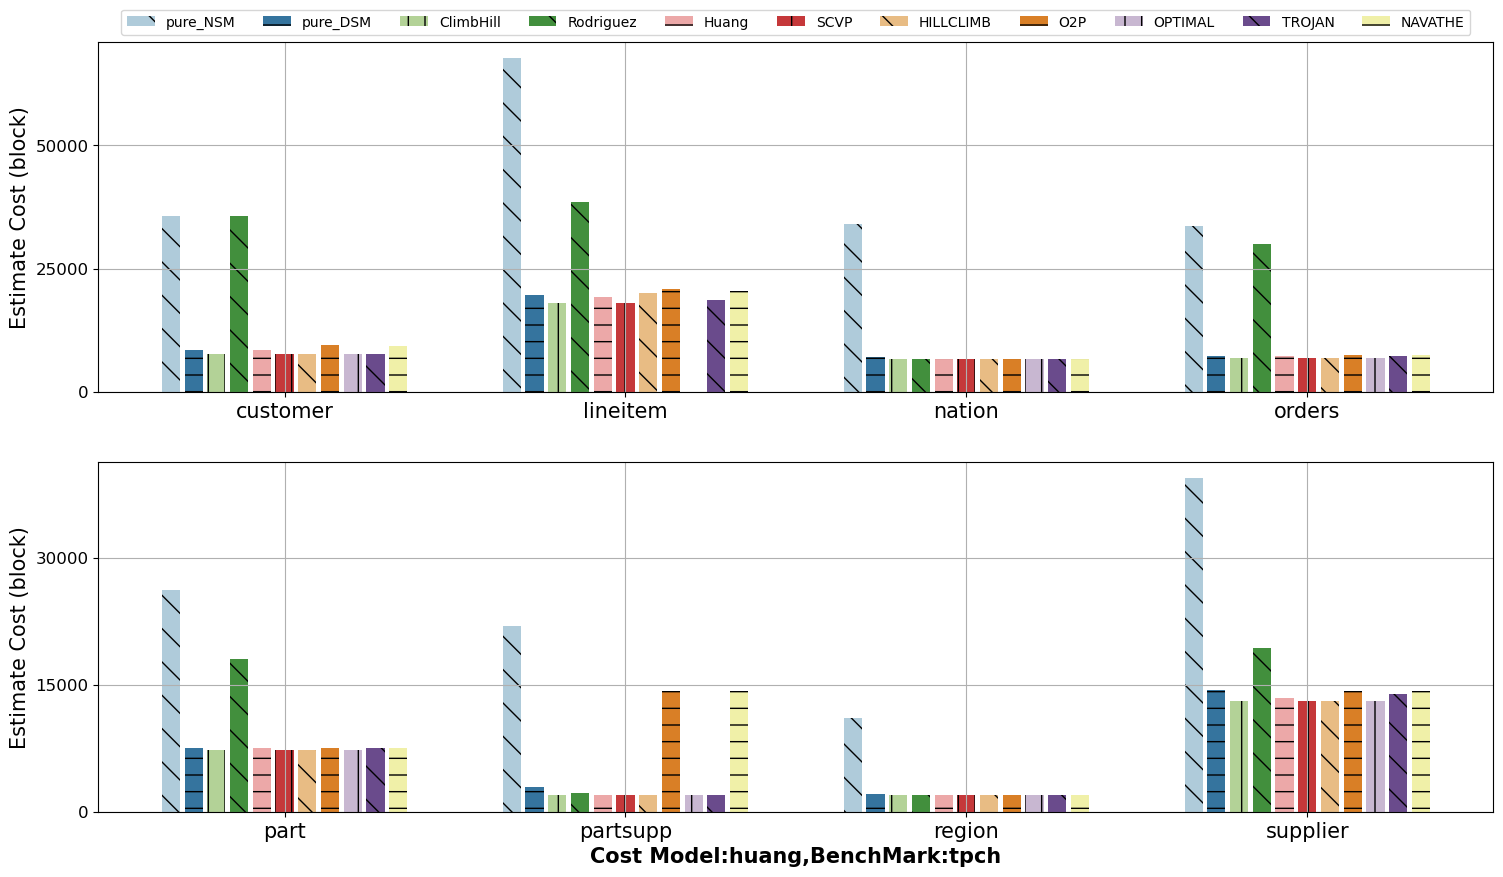 pure_NSM pure_DSM ClimbHill Rodriguez Huang SCVP HILLCLIMB O2P OPTIMAL TROJAN NAVATHE
Estimate Cost (block)
50000
25000
0
customer lineitem nation orders
Estimate Cost (block)
30000
15000
0
part partsupp region supplier
Cost Model:huang,BenchMark:tpch